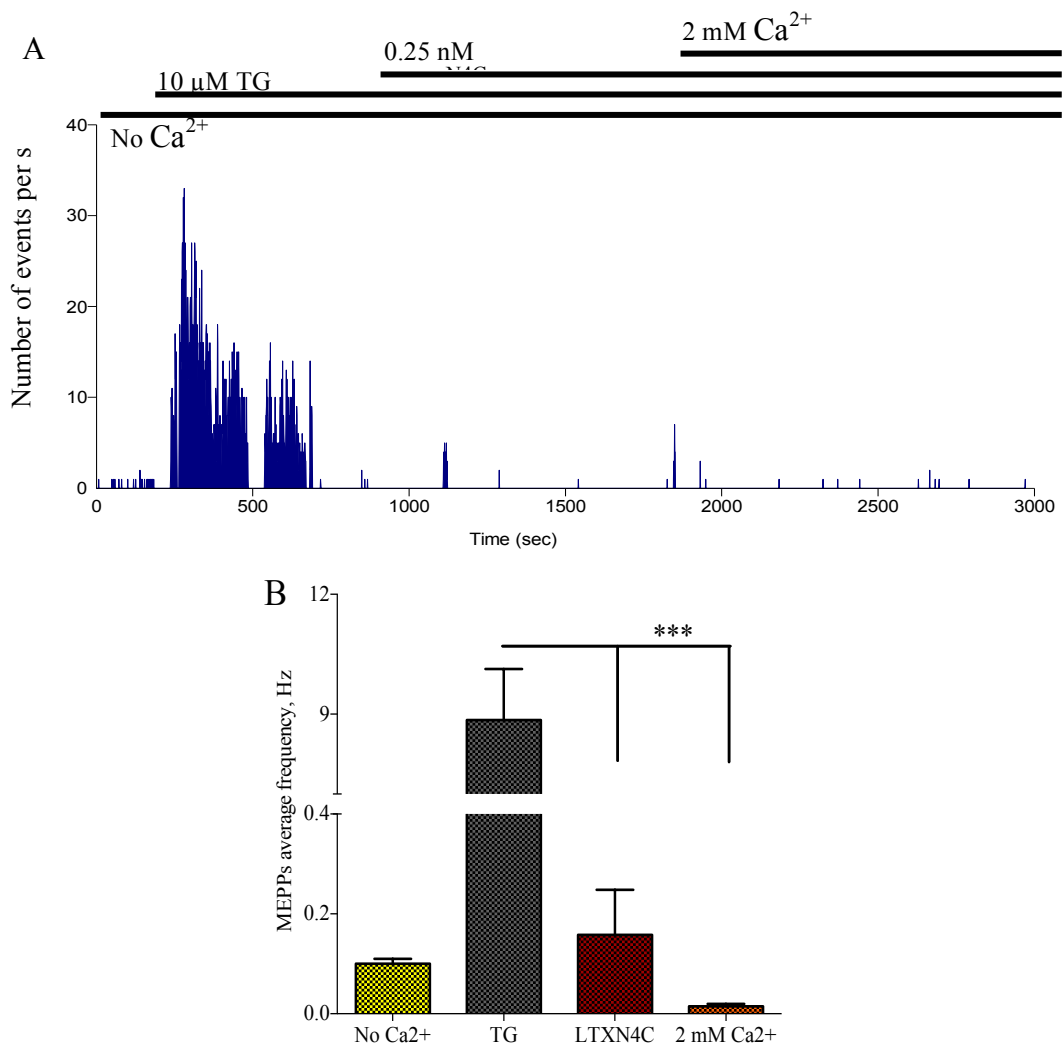 A
2 mM Ca2+
0.25 nM
10 µM TG
No Ca2+
Number of events per s
40
30
20
10
0
0
500
1000
1500
2000
2500
3000
Time (sec)
B
MEPPs average frequency, Hz
12
9
0.4
0.2
0.0
***
No Ca2+
TG
LTXN4C
2 mM Ca2+